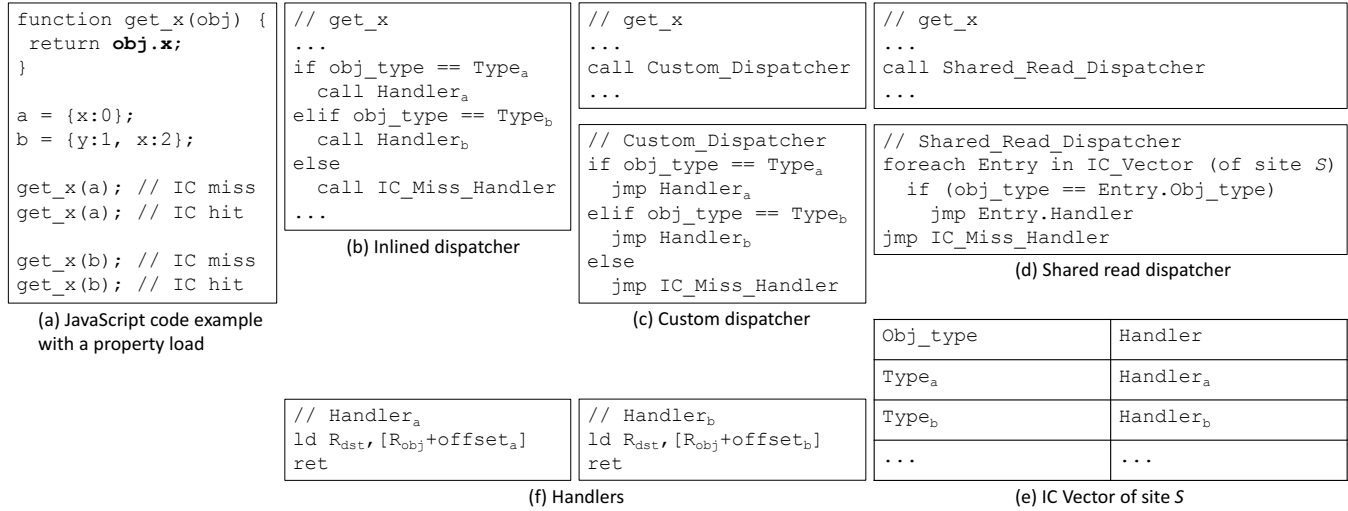 function get_x(obj) {
 return obj.x;
}
a = {x:0};
b = {y:1, x:2};
get_x(a); // IC miss
get_x(a); // IC hit
get_x(b); // IC miss
get_x(b); // IC hit
(a) JavaScript code example
with a property load
// get_x
...
if obj_type == Typea
  call Handlera
elif obj_type == Typeb
  call Handlerb
else
  call IC_Miss_Handler
...
(b) Inlined dispatcher
// get_x
...
call Custom_Dispatcher
...
// Custom_Dispatcher
if obj_type == Typea
  jmp Handlera
elif obj_type == Typeb
  jmp Handlerb
else
  jmp IC_Miss_Handler
(c) Custom dispatcher
// get_x
...
call Shared_Read_Dispatcher
...
// Shared_Read_Dispatcher
foreach Entry in IC_Vector (of site S)
  if (obj_type == Entry.Obj_type)
    jmp Entry.Handler
jmp IC_Miss_Handler
(d) Shared read dispatcher
Obj_type Handler
Typea Handlera
Typeb Handlerb
... ...
(e) IC Vector of site S
// Handlera
ld Rdst,[Robj+offseta]
ret
// Handlerb
ld Rdst,[Robj+offsetb]
ret
(f) Handlers